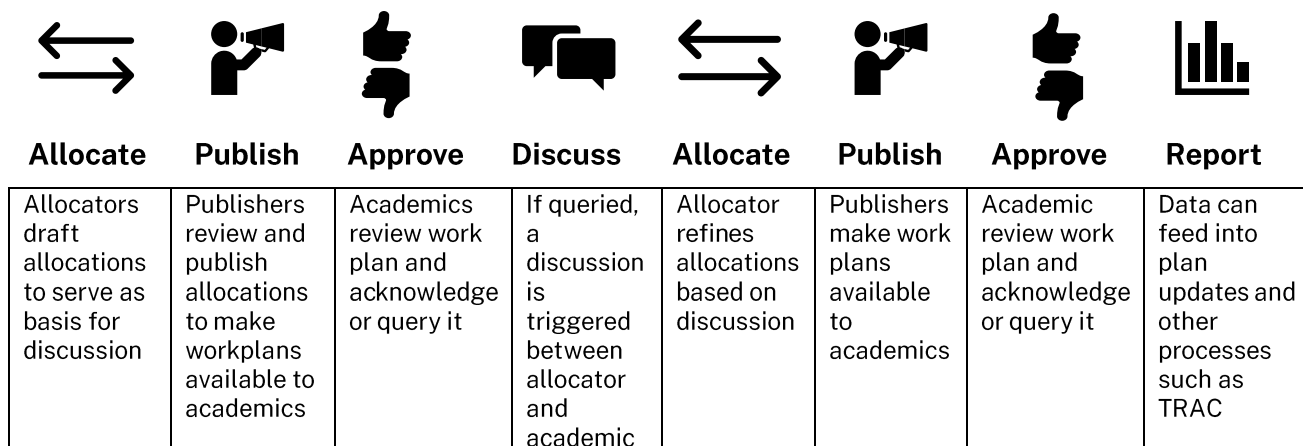 Allocate
Publish
Approve
Discuss
Allocate
Publish
Approve
Report
Allocators
draft
allocations
to serve as
basis for
discussion
Publishers
review and
publish
allocations
to make
workplans
available to
academics
Academics
review work
plan and
acknowledge
or query it
If queried,
a
discussion
is
triggered
between
allocator
and
academic
Allocator
refines
allocations
based on
discussion
Publishers
make work
plans
available
to
academics
Academic
review work
plan and
acknowledge
or query it
Data can
feed into
plan
updates and
other
processes
such as
TRAC